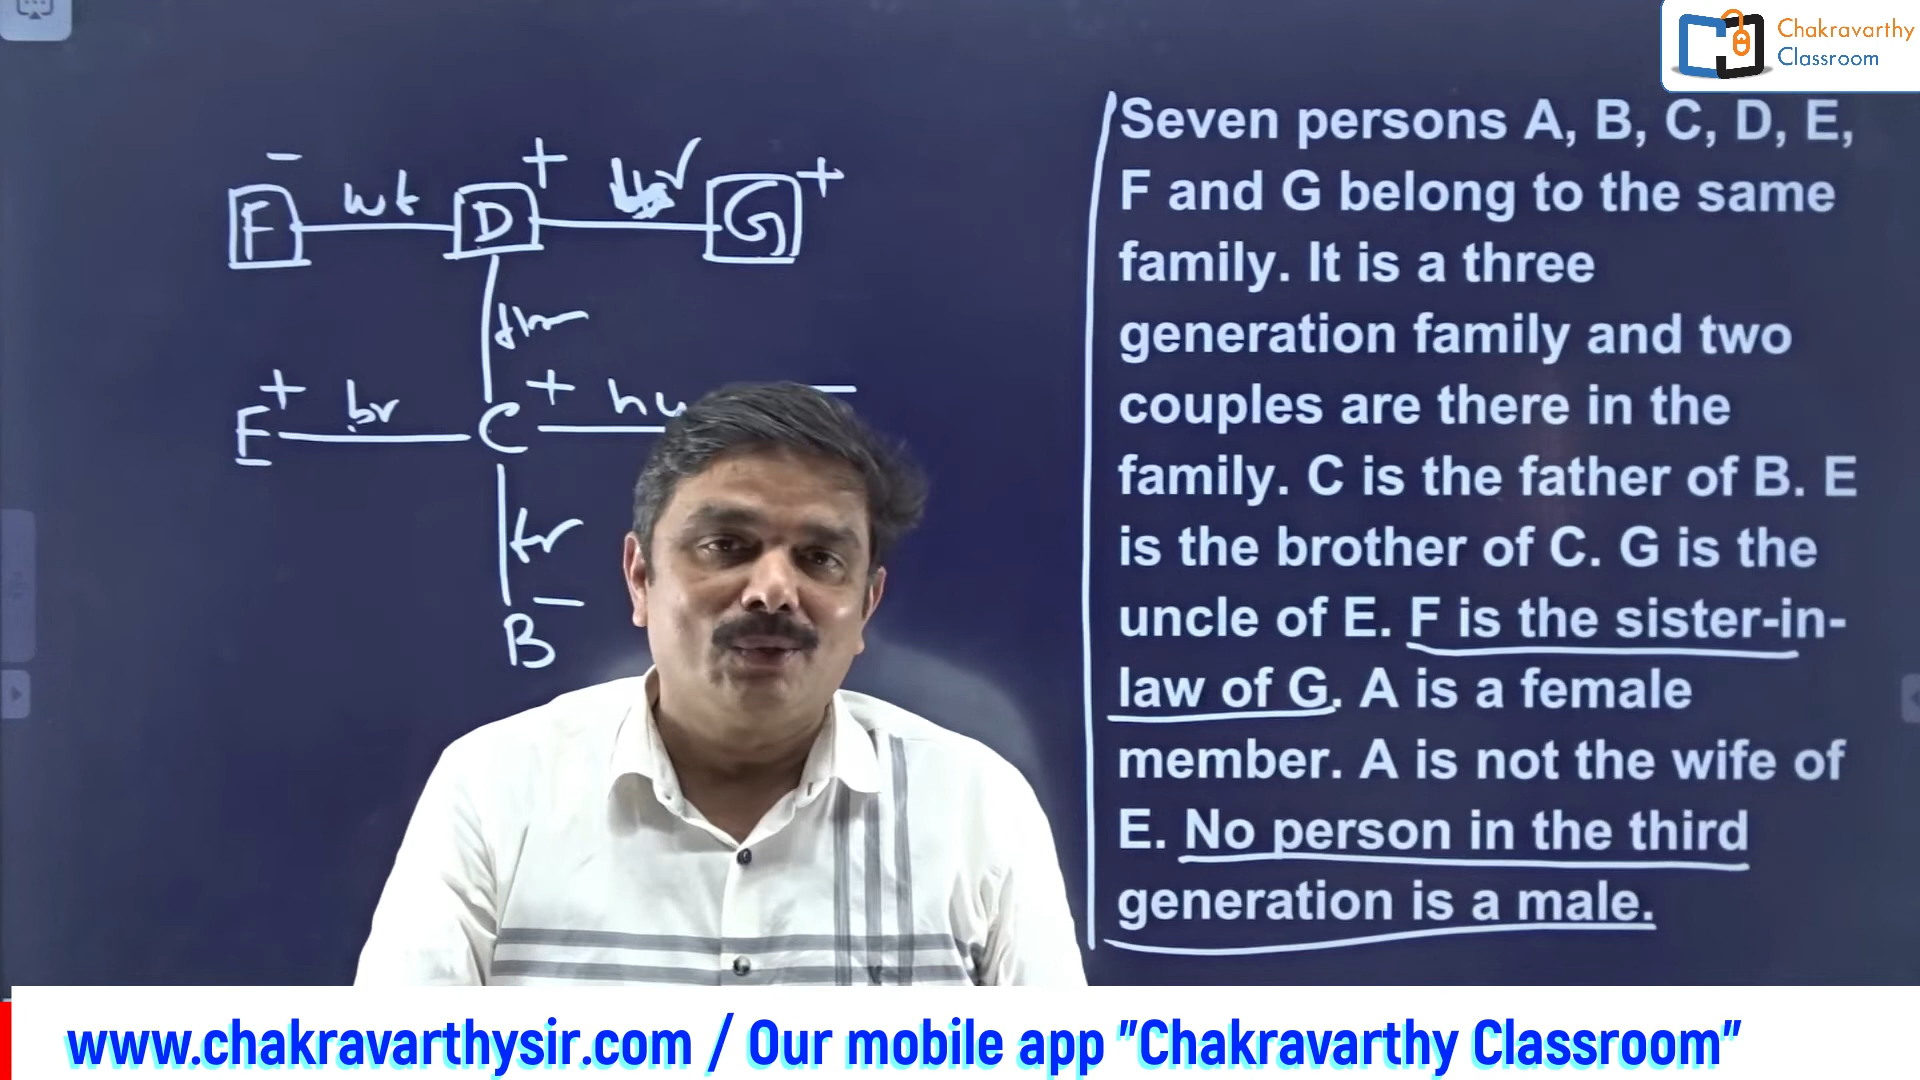 Chakravarthy
Classroom
Seven persons A, B, C, D, E,
F and G belong to the same
family. It is a three
generation family and two
couples are there in the
family. C is the father of B. E
is the brother of C. G is the
uncle of E. F is the sister-in-
law of G. A is a female
member. A is not the wife of
E. No person in the third
generation is a male.
- + +
F D G
+ br + hu -
E C
-
B
www.chakravarthysir.com / Our mobile app "Chakravarthy Classroom"